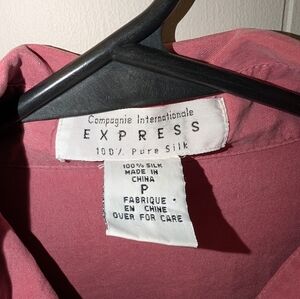 Compagnie Internationale
EXPRESS
100% Pure Silk
100% SILK
MADE IN
CHINA
P
FABRIQUE •
EN CHINE
OVER FOR CARE